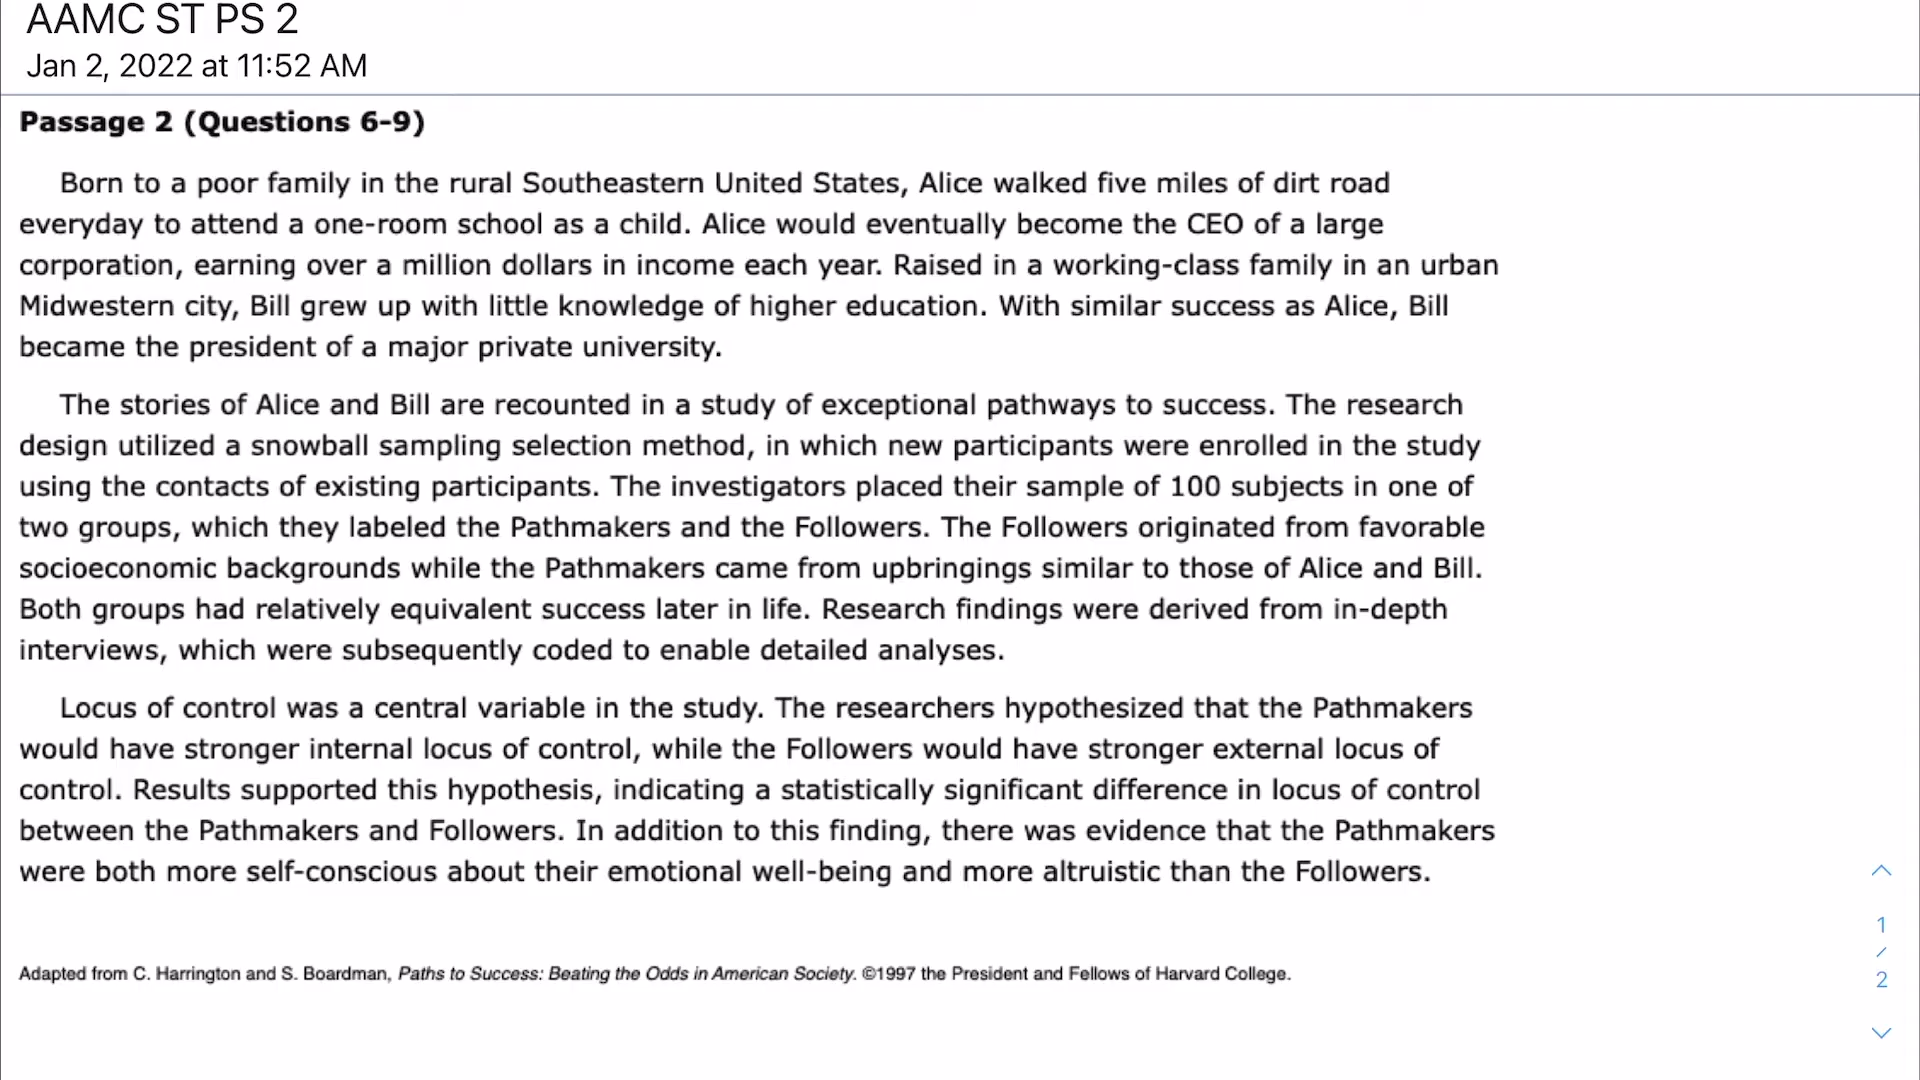 AAMC ST PS 2
Jan 2, 2022 at 11:52 AM
Passage 2 (Questions 6-9)
Born to a poor family in the rural Southeastern United States, Alice walked five miles of dirt road
everyday to attend a one-room school as a child. Alice would eventually become the CEO of a large
corporation, earning over a million dollars in income each year. Raised in a working-class family in an urban
Midwestern city, Bill grew up with little knowledge of higher education. With similar success as Alice, Bill
became the president of a major private university.
The stories of Alice and Bill are recounted in a study of exceptional pathways to success. The research
design utilized a snowball sampling selection method, in which new participants were enrolled in the study
using the contacts of existing participants. The investigators placed their sample of 100 subjects in one of
two groups, which they labeled the Pathmakers and the Followers. The Followers originated from favorable
socioeconomic backgrounds while the Pathmakers came from upbringings similar to those of Alice and Bill.
Both groups had relatively equivalent success later in life. Research findings were derived from in-depth
interviews, which were subsequently coded to enable detailed analyses.
Locus of control was a central variable in the study. The researchers hypothesized that the Pathmakers
would have stronger internal locus of control, while the Followers would have stronger external locus of
control. Results supported this hypothesis, indicating a statistically significant difference in locus of control
between the Pathmakers and Followers. In addition to this finding, there was evidence that the Pathmakers
were both more self-conscious about their emotional well-being and more altruistic than the Followers.
Adapted from C. Harrington and S. Boardman, Paths to Success: Beating the Odds in American Society. ©1997 the President and Fellows of Harvard College.
1
/
2